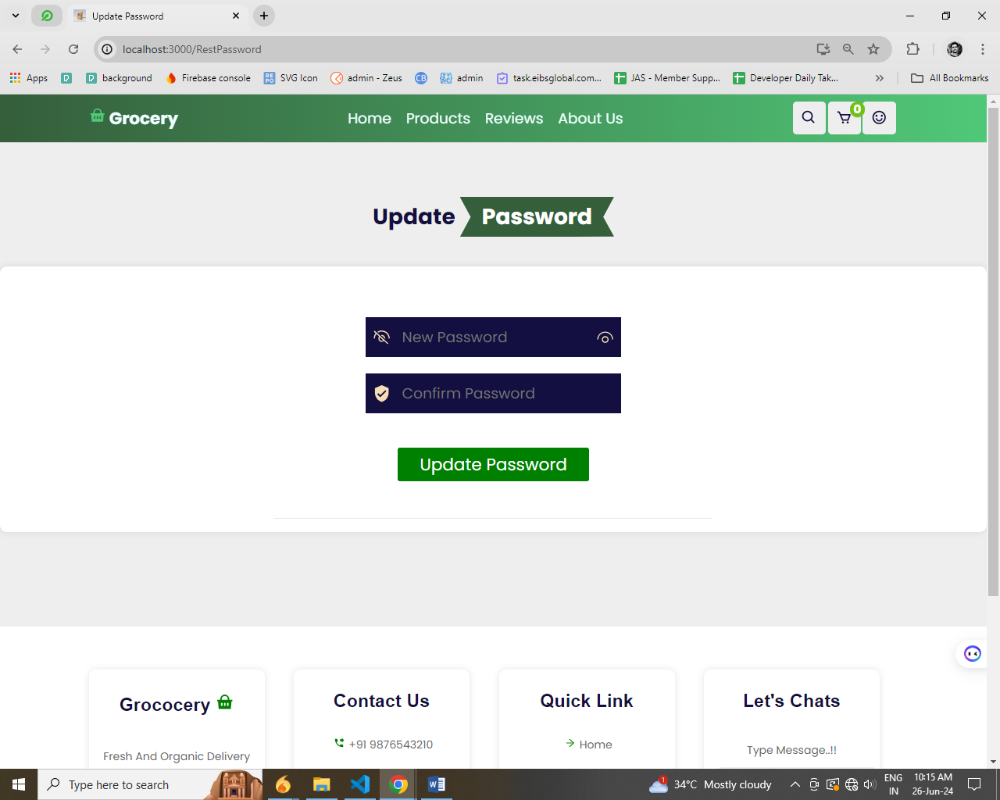 Update Password
localhost:3000/RestPassword
Apps
background
Firebase console
REPO
SVG Icon
admin - Zeus
CB
admin
task.eibsglobal.com...
JAS - Member Supp...
Developer Daily Tak...
All Bookmarks
Grocery
Home
Products
Reviews
About Us
0
Update Password
New Password
Confirm Password
Update Password
Grococery
Contact Us
Quick Link
Let's Chats
+91 9876543210
Home
Type Message..!!
Fresh And Organic Delivery
Type here to search
1
34°C Mostly cloudy
ENG
IN
10:15 AM
26-Jun-24